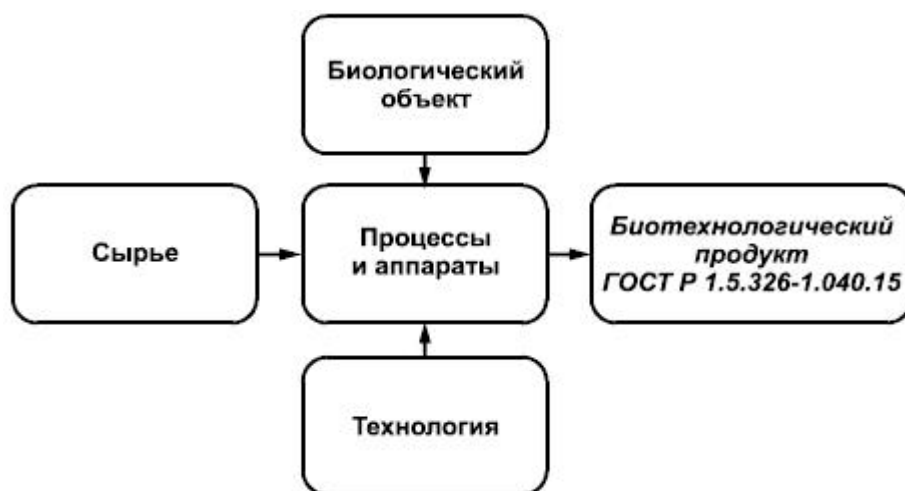 Биологический
объект
Сырье
Процессы
и аппараты
Биотехнологический
продукт
ГОСТ Р 1.5.326-1.040.15
Технология